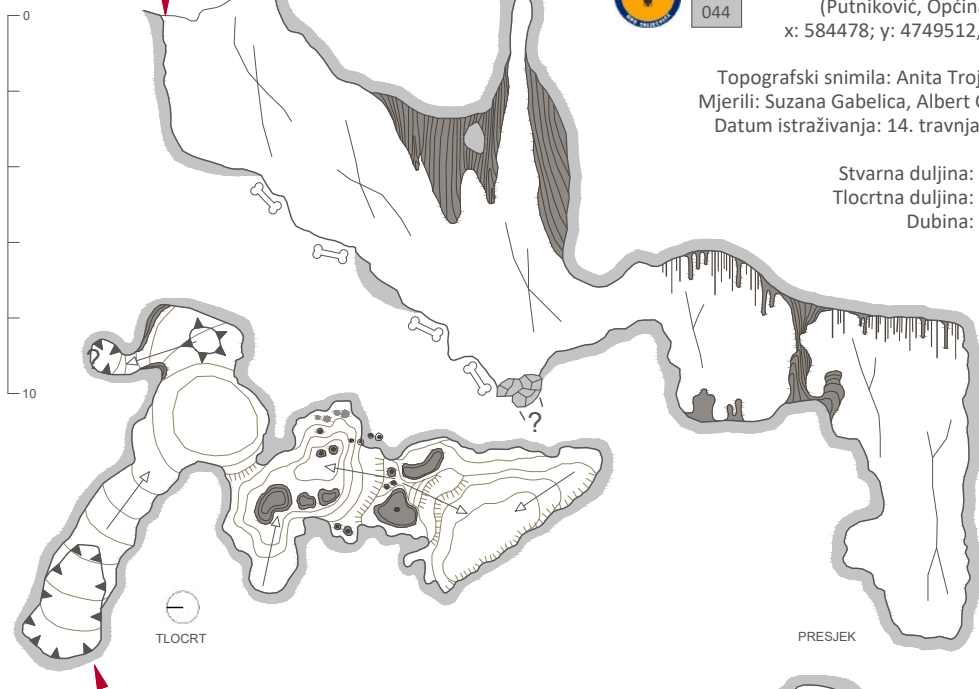 0
044
(Putniković, Općina
x: 584478; y: 4749512,
Topografski snimila: Anita Troj
Mjerili: Suzana Gabelica, Albert
Datum istraživanja: 14. travnja
Stvarna duljina:
Tlocrtna duljina:
Dubina:
?
10
?
TLOCRT
PRESJEK